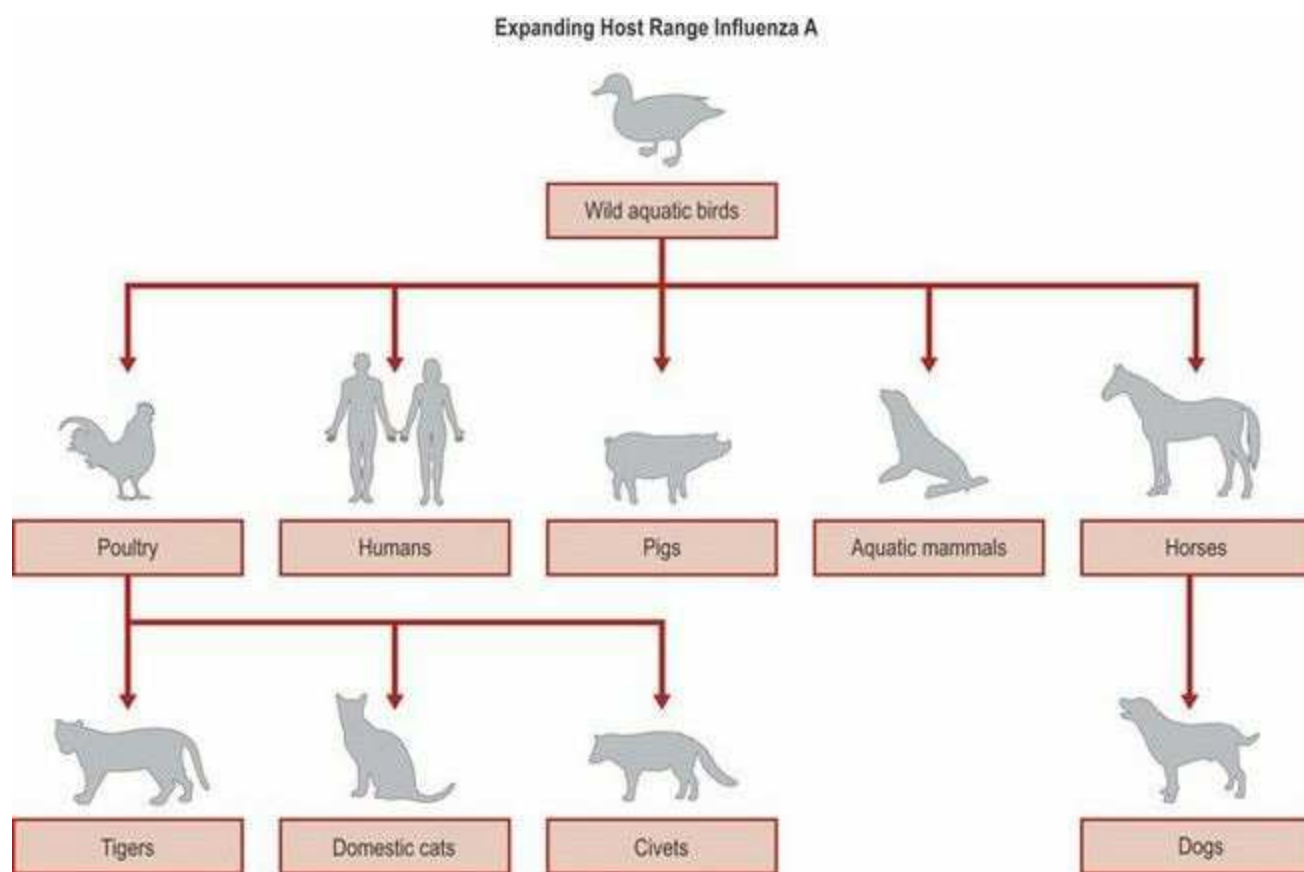 Expanding Host Range Influenza A
Wild aquatic birds
Poultry
Humans
Pigs
Aquatic mammals
Horses
Tigers
Domestic cats
Civets
Dogs